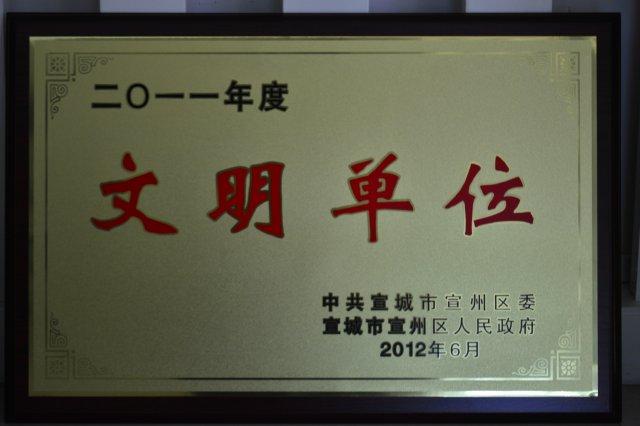 二〇一一年度
文明单位
中共宣城市宣州区委
宣城市宣州区人民政府
2012年6月